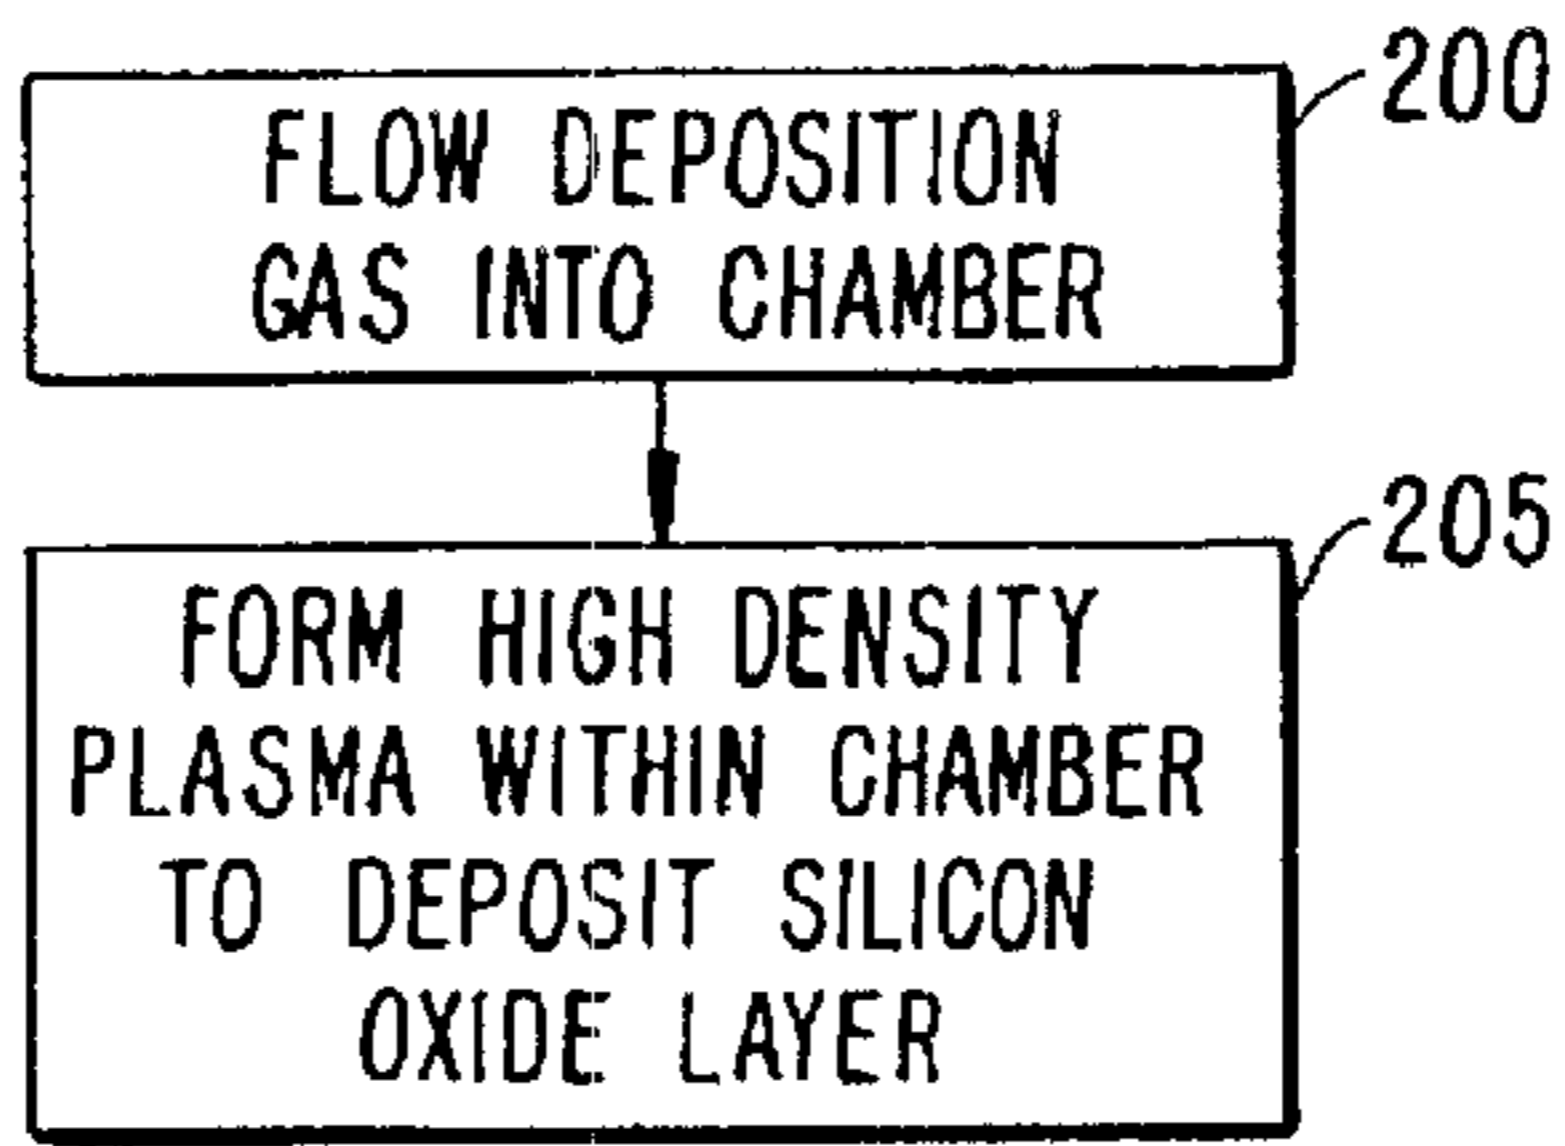 200
FLOW DEPOSITION
GAS INTO CHAMBER
205
FORM HIGH DENSITY
PLASMA WITHIN CHAMBER
TO DEPOSIT SILICON
OXIDE LAYER